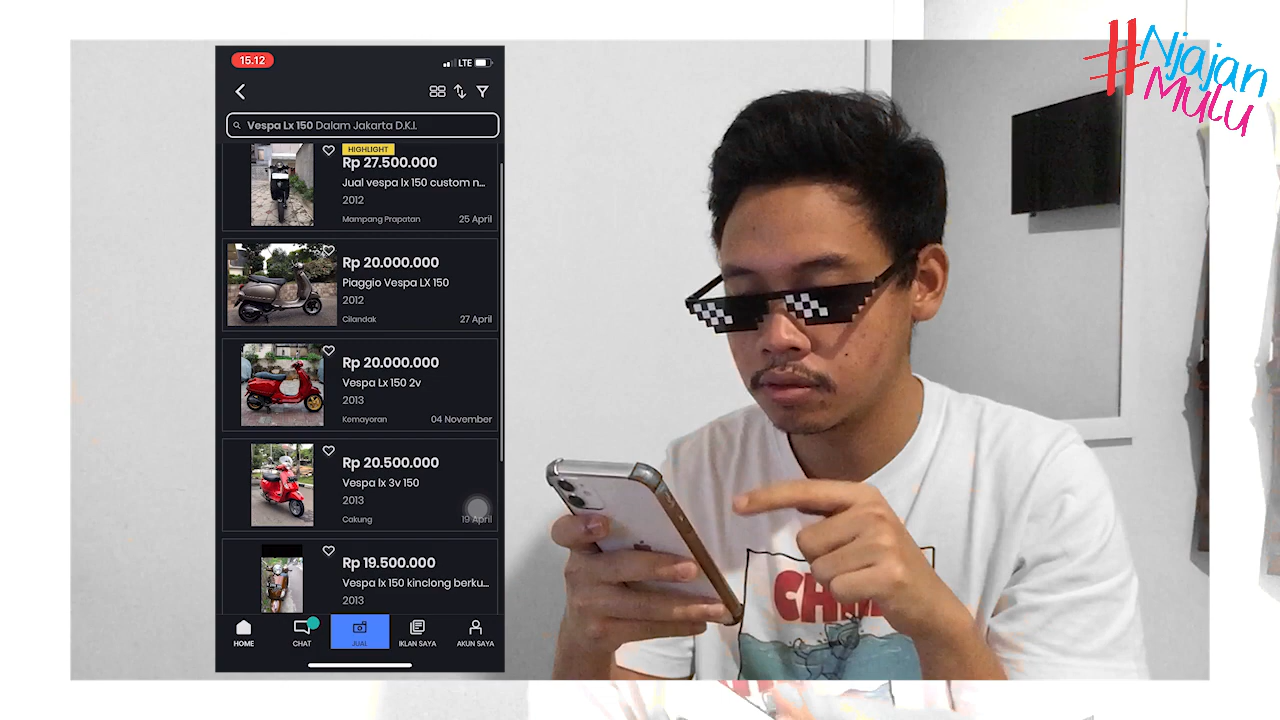 #Njajan
Mulu
15.12
LTE
Vespa Lx 150 Dalam Jakarta D.K.I.
HIGHLIGHT
Rp 27.500.000
Jual vespa lx 150 custom n...
2012
Mampang Prapatan
25 April
Rp 20.000.000
Piaggio Vespa LX 150
2012
Cilandak
27 April
Rp 20.000.000
Vespa Lx 150 2v
2013
Kemayoran
04 November
Rp 20.500.000
Vespa lx 3v 150
2013
Cakung
19 April
Rp 19.500.000
Vespa lx 150 kinclong berku...
2013
HOME
CHAT
JUAL
IKLAN SAYA
AKUN SAYA